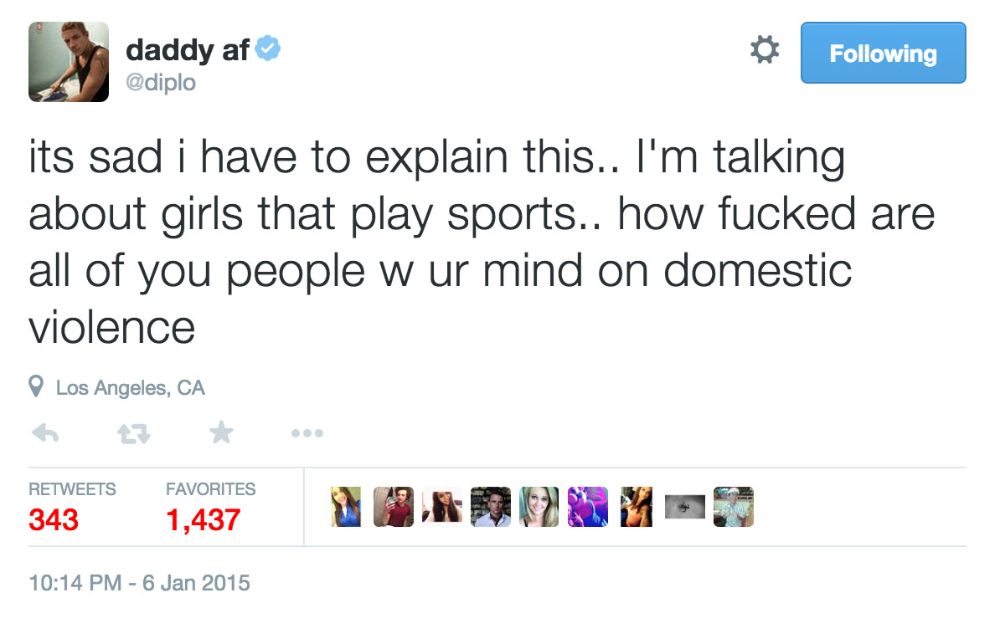 daddy af
@diplo
Following
its sad i have to explain this.. I'm talking
about girls that play sports.. how fucked are
all of you people w ur mind on domestic
violence
Los Angeles, CA
RETWEETS FAVORITES
343 1,437
10:14 PM - 6 Jan 2015